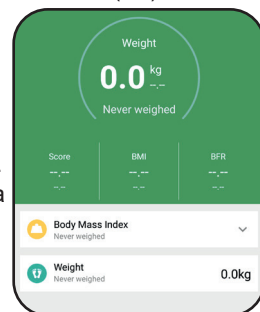 Weight
0.0 kg
--.--
Never weighed
Score BMI BFR
--.-- --.-- --.--
--.-- --.-- --.--
a
Body Mass Index
Never weighed
Weight
Never weighed
0.0kg